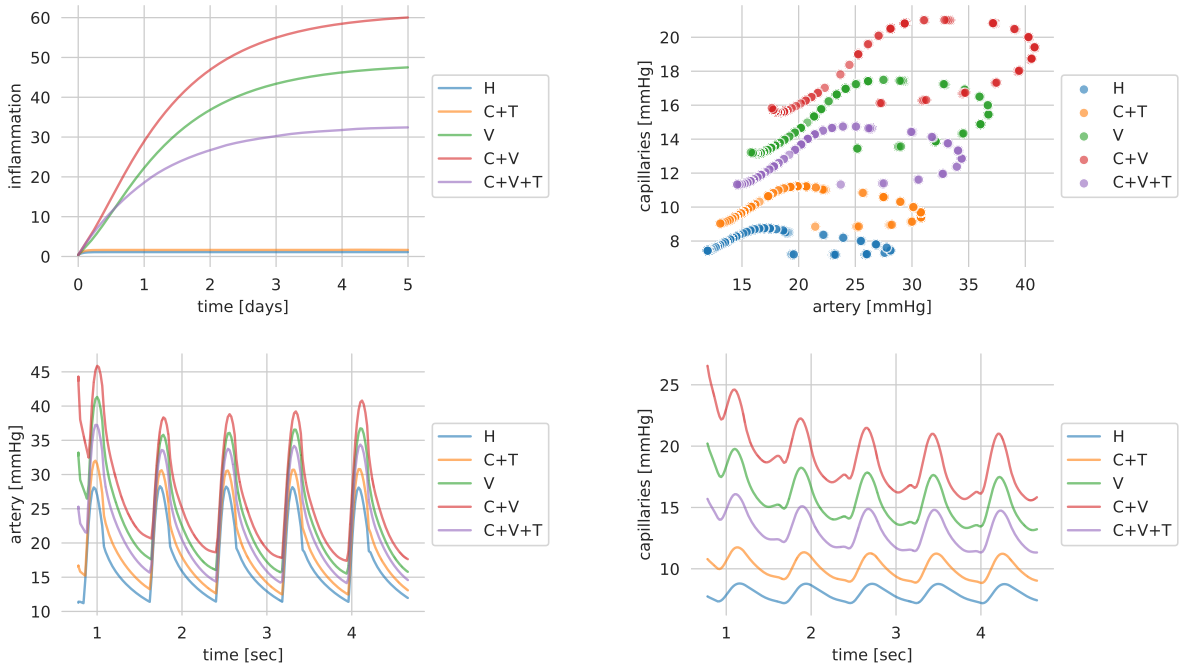 60
50
40
30
20
10
0
inflammation
0 1 2 3 4 5
time [days]
H
C+T
V
C+V
C+V+T
20
18
16
14
12
10
8
capillaries [mmHg]
15 20 25 30 35 40
artery [mmHg]
H
C+T
V
C+V
C+V+T
45
40
35
30
25
20
15
10
artery [mmHg]
1 2 3 4
time [sec]
H
C+T
V
C+V
C+V+T
25
20
15
10
capillaries [mmHg]
1 2 3 4
time [sec]
H
C+T
V
C+V
C+V+T